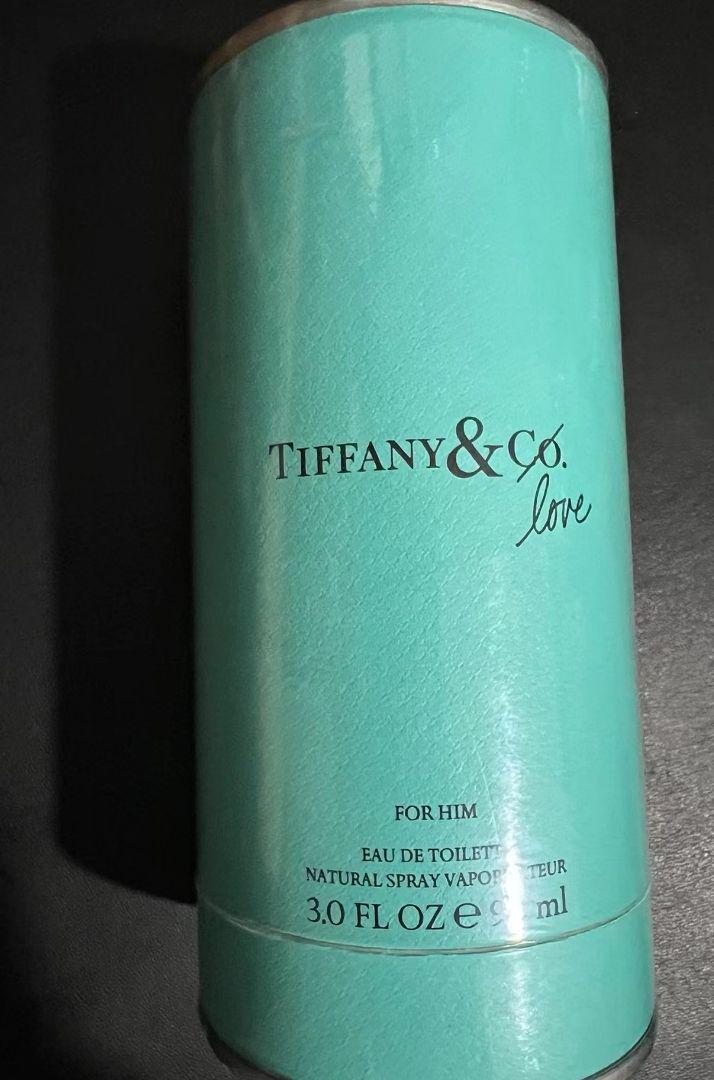 TIFFANY & Co.
love
FOR HIM
EAU DE
NATURAL SPRAY
3.0 FL OZ e ml